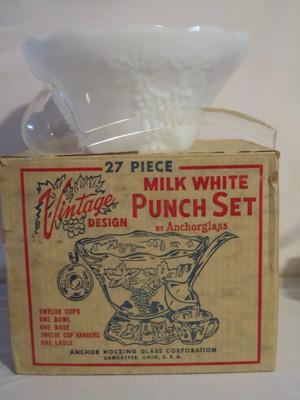 27 PIECE
Vintage
DESIGN
MILK WHITE
PUNCH SET
BY Anchorglass
TWELVE CUPS
ONE BOWL
ONE BASE
TWELVE CUP HANGERS
ONE LADLE
ANCHOR HOCKING GLASS CORPORATION
LANCASTER, OHIO, U.S.A.